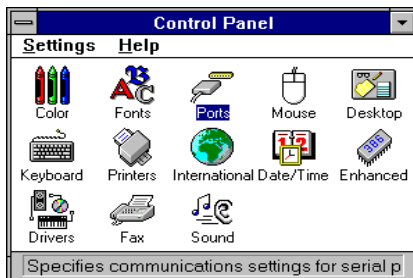 Control Panel
Settings Help
Color Fonts Ports Mouse Desktop
Keyboard Printers International Date/Time Enhanced
Drivers Fax Sound
Specifies communications settings for serial p